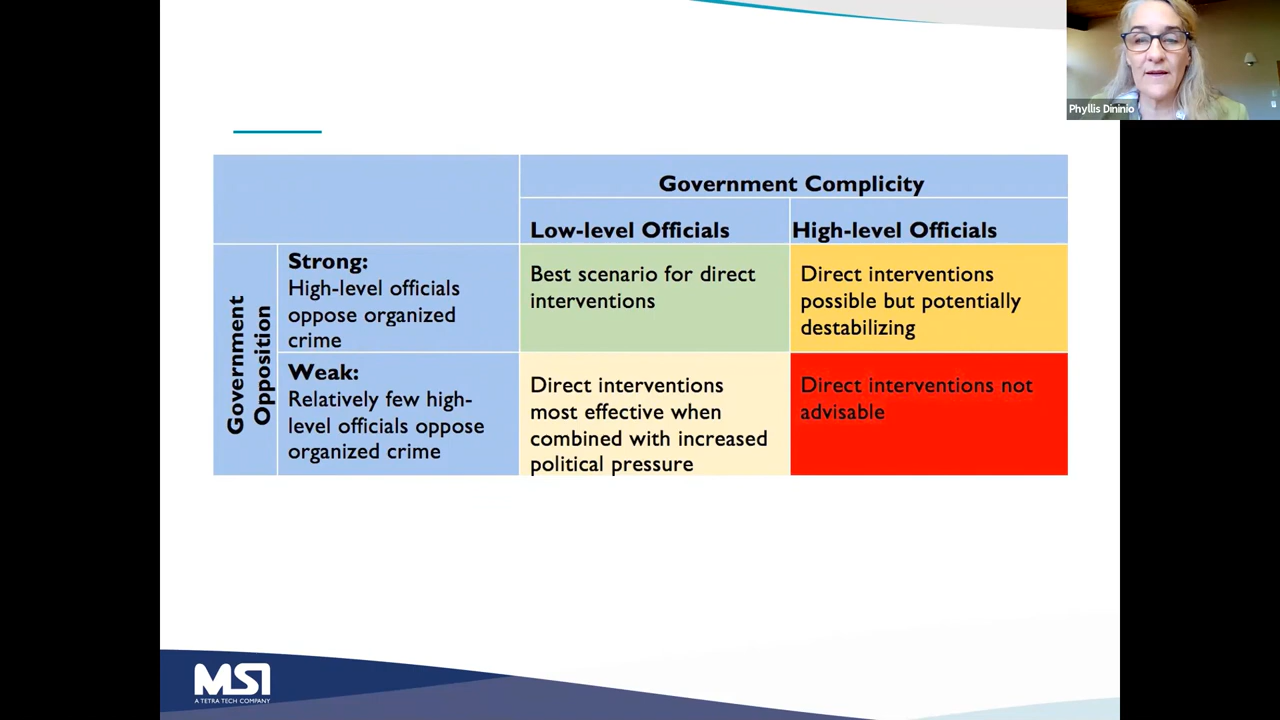 Phyllis Dininio
Government Complicity
Low-level Officials
High-level Officials
Government
Opposition
Strong:
High-level officials
oppose organized
crime
Best scenario for direct
interventions
Direct interventions
possible but potentially
destabilizing
Weak:
Relatively few high-
level officials oppose
organized crime
Direct interventions
most effective when
combined with increased
political pressure
Direct interventions not
advisable
MSI
A TETRA TECH COMPANY